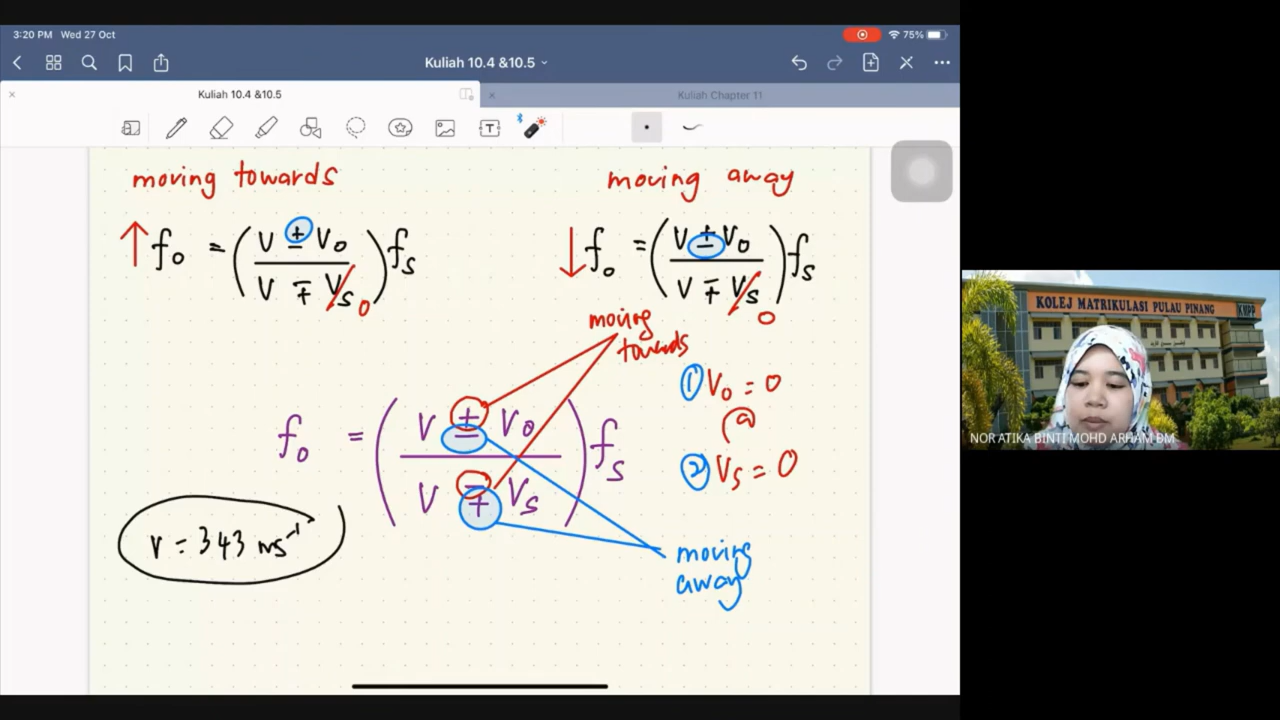 3:20 PM Wed 27 Oct
75%
Kuliah 10.4 &10.5
Kuliah 10.4 &10.5
Kuliah Chapter 11
T
moving towards
moving away
↑ f₀ = ( V ± V₀ / V ∓ Vs 0 ) fs
↓ f₀ = ( V ± V₀ / V ∓ Vs 0 ) fs
moving
towards
① V₀ = 0
@
② Vs = 0
f₀ = ( V ± V₀ / V ∓ Vs ) fs
v = 343 ms⁻¹
moving
away
KOLEJ MATRIKULASI PULAU PINANG
KMPP
NOR ATIKA BINTI MOHD ARHAM BM